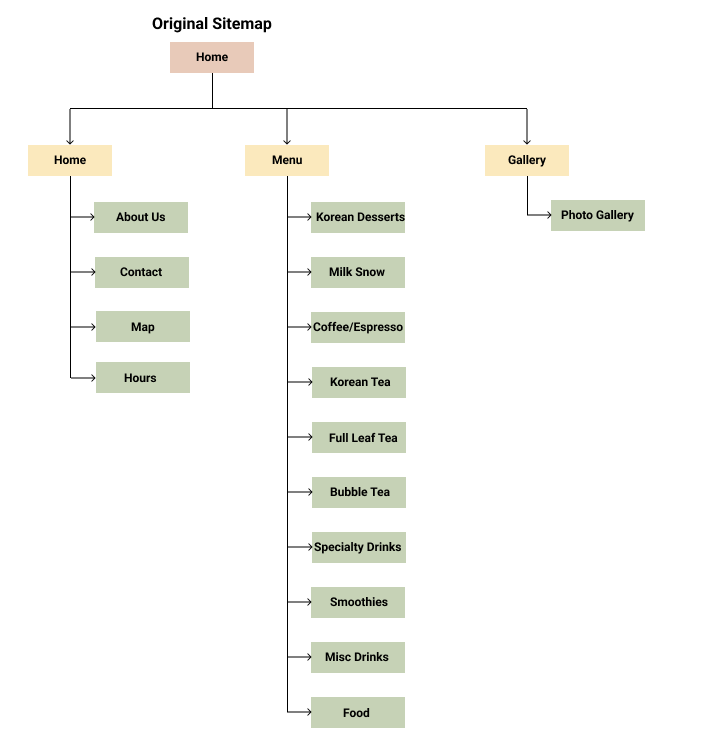 Original Sitemap
Home
Home
Menu
Gallery
About Us
Contact
Map
Hours
Korean Desserts
Milk Snow
Coffee/Espresso
Korean Tea
Full Leaf Tea
Bubble Tea
Specialty Drinks
Smoothies
Misc Drinks
Food
Photo Gallery